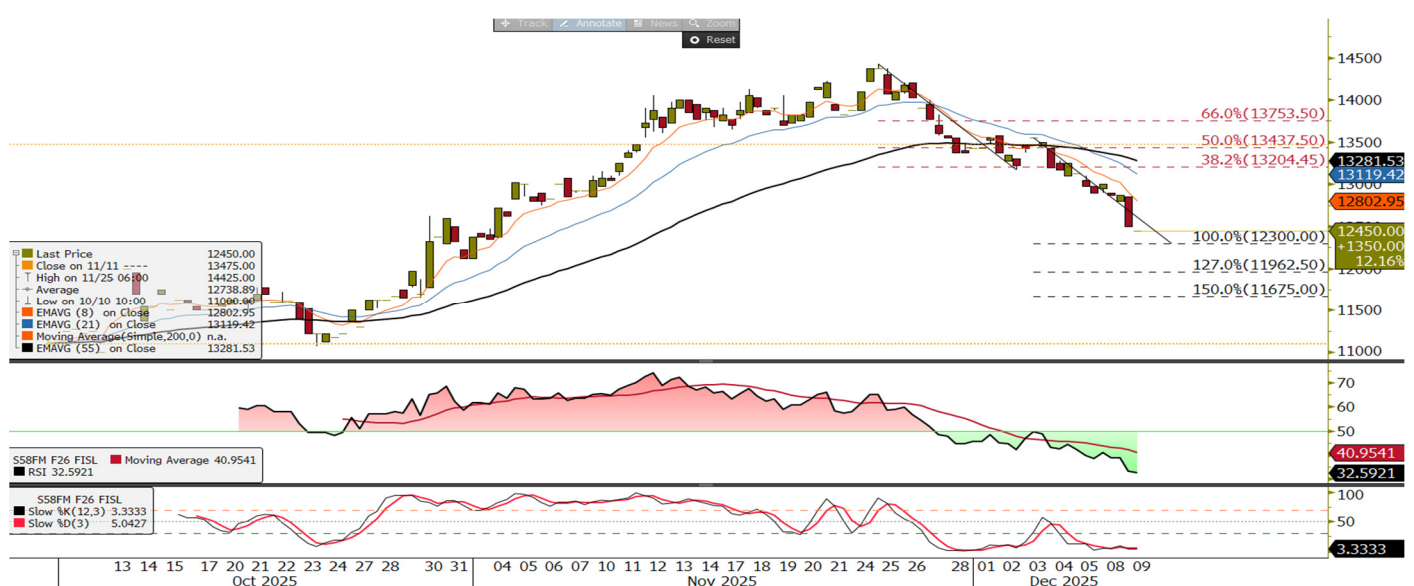 Track Annotate News Zoom
Reset
14500
14000
13500
13000
12000
11500
11000
66.0%(13753.50)
50.0%(13437.50)
38.2%(13204.45)
100.0%(12300.00)
127.0%(11962.50)
150.0%(11675.00)
13281.53
13119.42
12802.95
12450.00
+1350.00
12.16%
Last Price 12450.00
Close on 11/11 ---- 13475.00
High on 11/25 06:00 14425.00
Average 12738.89
Low on 10/10 10:00 11000.00
EMAVG (8) on Close 12802.95
EMAVG (21) on Close 13119.42
Moving Average(Simple,200,0) n.a.
EMAVG (55) on Close 13281.53
70
60
50
40.9541
32.5921
S58FM F26 FISL Moving Average 40.9541
RSI 32.5921
S58FM F26 FISL
Slow %K(12,3) 3.3333
Slow %D(3) 5.0427
100
50
3.3333
13 14 15 17 20 21 22 23 24 27 28 30 31 04 05 06 07 10 11 12 13 14 17 18 19 20 21 24 25 26 28 01 02 03 04 05 08 09
Oct 2025 Nov 2025 Dec 2025